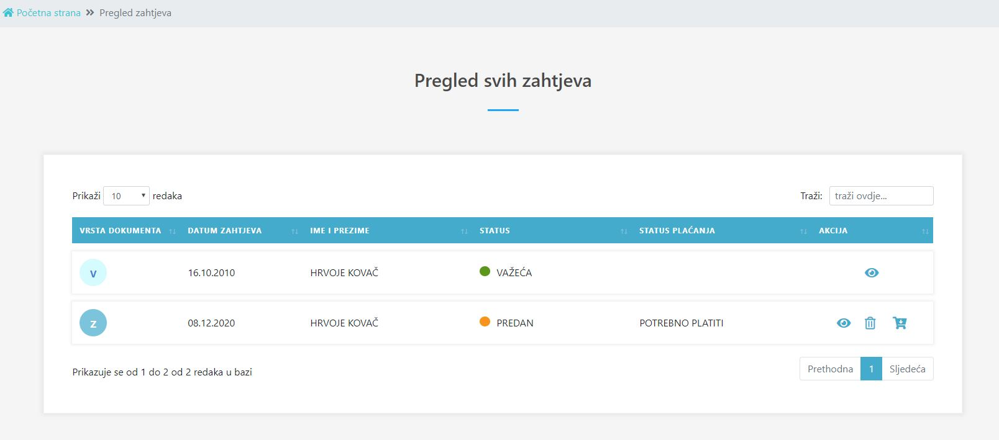 Početna strana » Pregled zahtjeva
Pregled svih zahtjeva
Prikaži 10 redaka Traži: traži ovdje...
VRSTA DOKUMENTA DATUM ZAHTJEVA IME I PREZIME STATUS STATUS PLAĆANJA AKCIJA
V 16.10.2010 HRVOJE KOVAČ VAŽEĆA
Z 08.12.2020 HRVOJE KOVAČ PREDAN POTREBNO PLATITI
Prikazuje se od 1 do 2 od 2 redaka u bazi Prethodna 1 Sljedeća